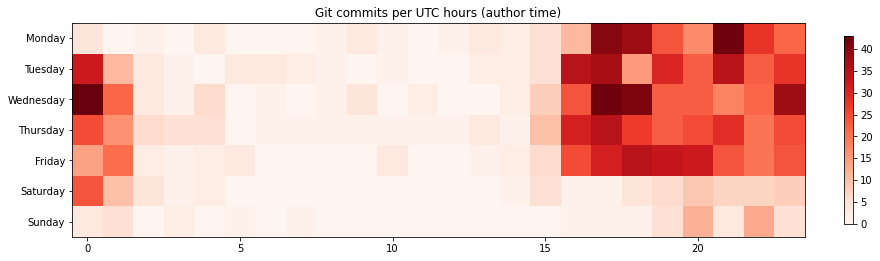 Git commits per UTC hours (author time)
Monday
Tuesday
Wednesday
Thursday
Friday
Saturday
Sunday
0 5 10 15 20
40
35
30
25
20
15
10
5
0